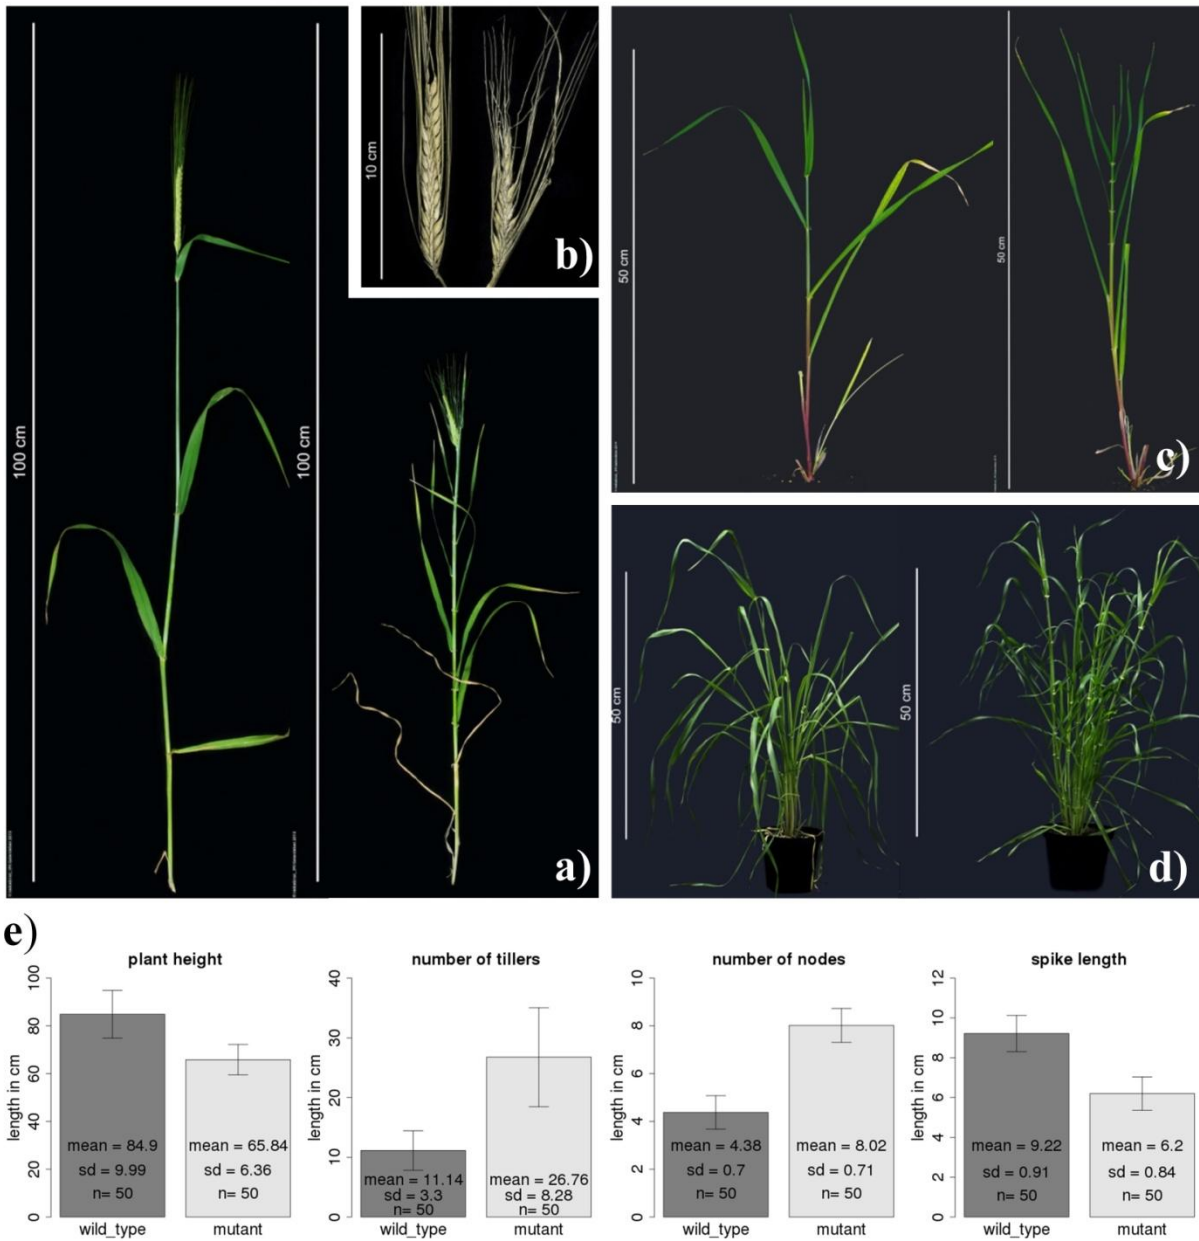 100 cm
100 cm
a)
10 cm
b)
50 cm
50 cm
c)
50 cm
50 cm
d)
e)
plant height
length in cm
0 20 40 60 80 100
mean = 84.9
sd = 9.99
n= 50
mean = 65.84
sd = 6.36
n= 50
wild_type mutant
number of tillers
length in cm
0 10 20 30 40
mean = 11.14
sd = 3.3
n= 50
mean = 26.76
sd = 8.28
n= 50
wild_type mutant
number of nodes
length in cm
0 2 4 6 8 10
mean = 4.38
sd = 0.7
n= 50
mean = 8.02
sd = 0.71
n= 50
wild_type mutant
spike length
length in cm
0 2 4 6 8 10 12
mean = 9.22
sd = 0.91
n= 50
mean = 6.2
sd = 0.84
n= 50
wild_type mutant